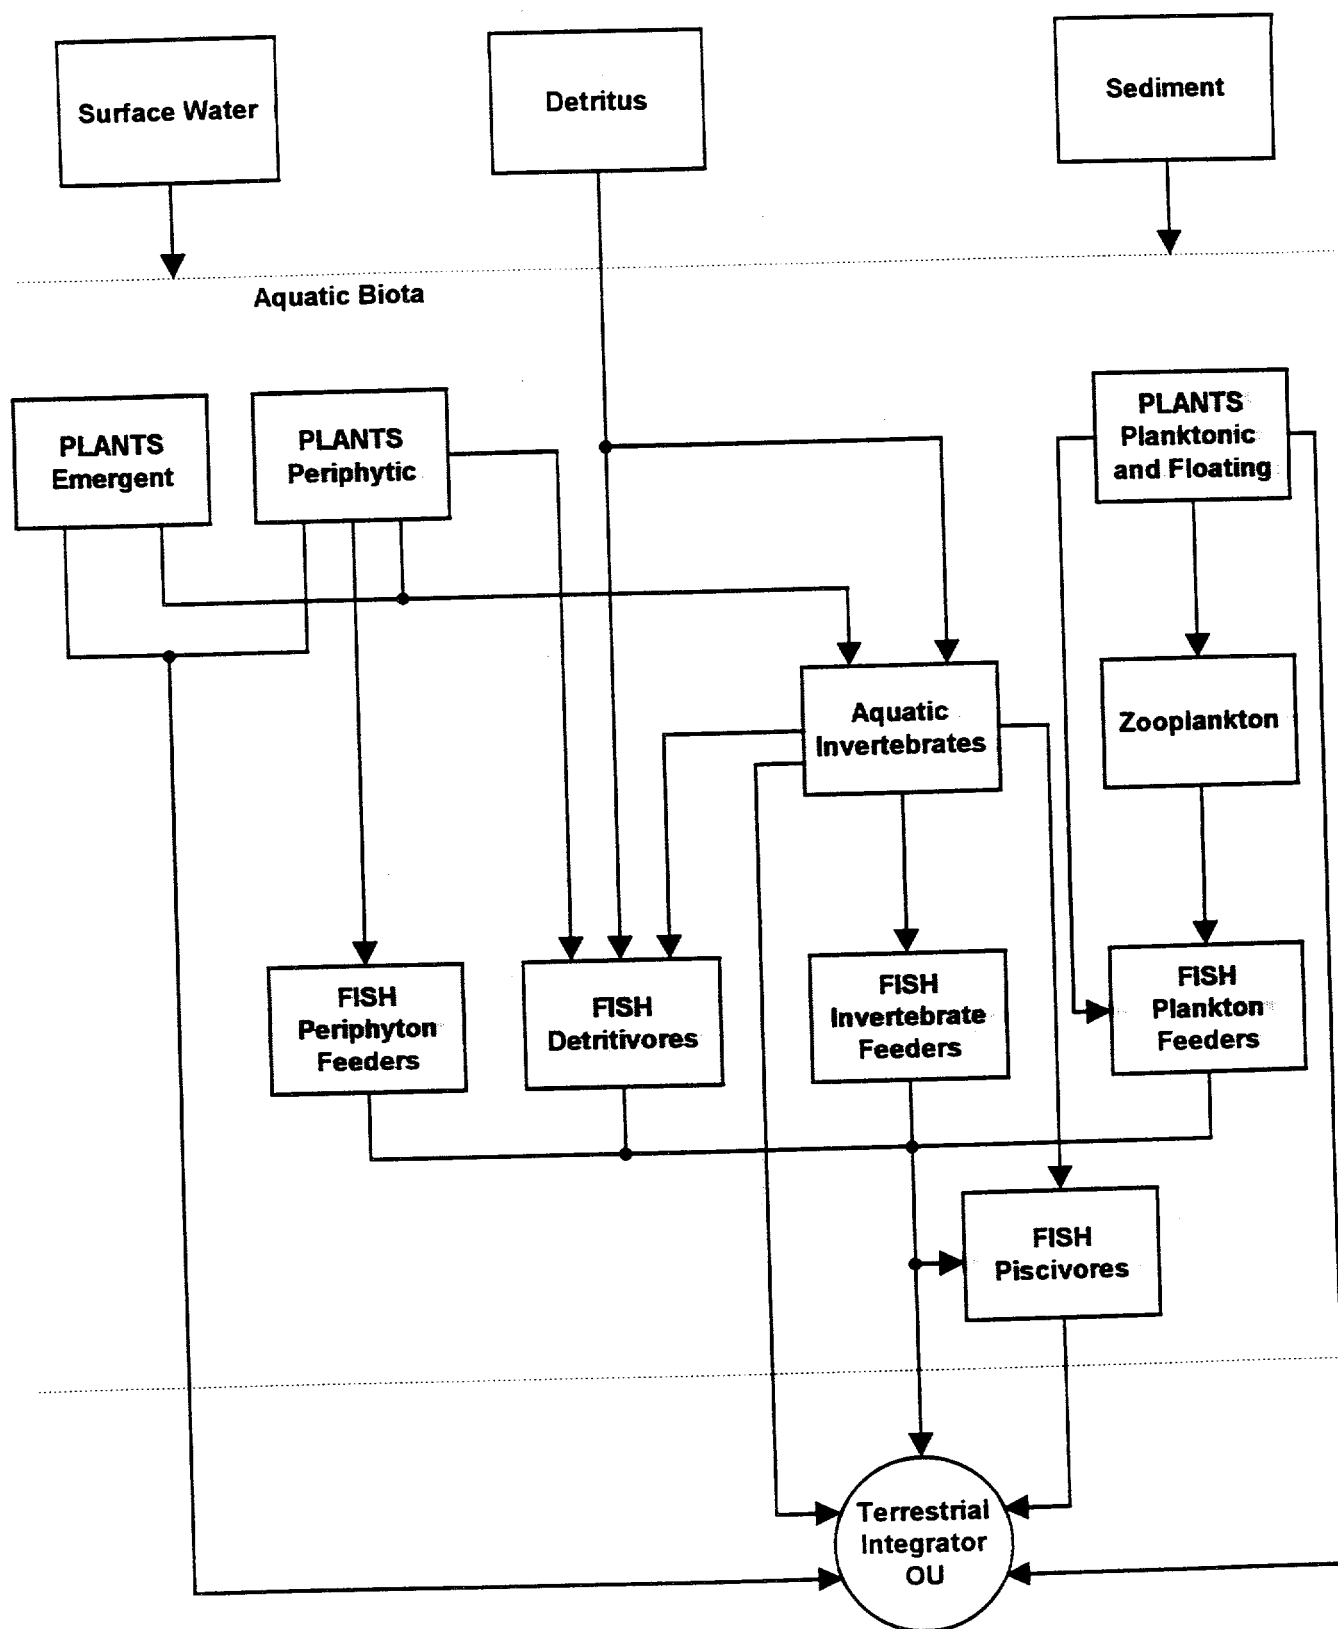 Surface Water
Detritus
Sediment
Aquatic Biota
PLANTS
Emergent
PLANTS
Periphytic
PLANTS
Planktonic
and Floating
Aquatic
Invertebrates
Zooplankton
FISH
Periphyton
Feeders
FISH
Detritivores
FISH
Invertebrate
Feeders
FISH
Plankton
Feeders
FISH
Piscivores
Terrestrial
Integrator
OU